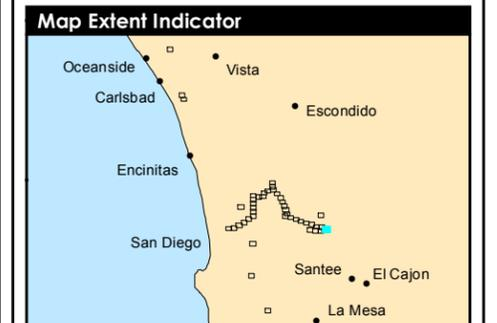 Map Extent Indicator
Oceanside
Vista
Carlsbad
Escondido
Encinitas
San Diego
Santee
El Cajon
La Mesa